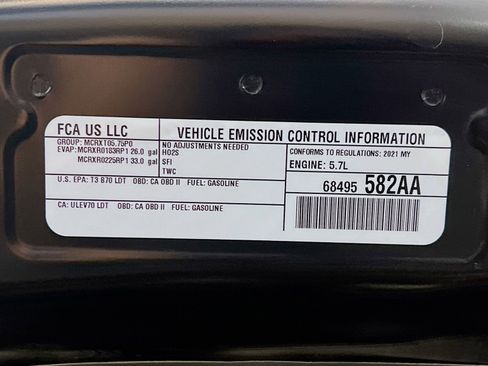 FCA US LLC
VEHICLE EMISSION CONTROL INFORMATION
GROUP: MCRXT05.75P0
EVAP: MCRXR0183RP1 26.0 gal
MCRXR0225RP1 33.0 gal
NO ADJUSTMENTS NEEDED
HO2S
SFI
TWC
CONFORMS TO REGULATIONS: 2021 MY
ENGINE: 5.7L
68495 582AA
U.S. EPA: T3 B70 LDT OBD: CA OBD II FUEL: GASOLINE
CA: ULEV70 LDT OBD: CA OBD II FUEL: GASOLINE